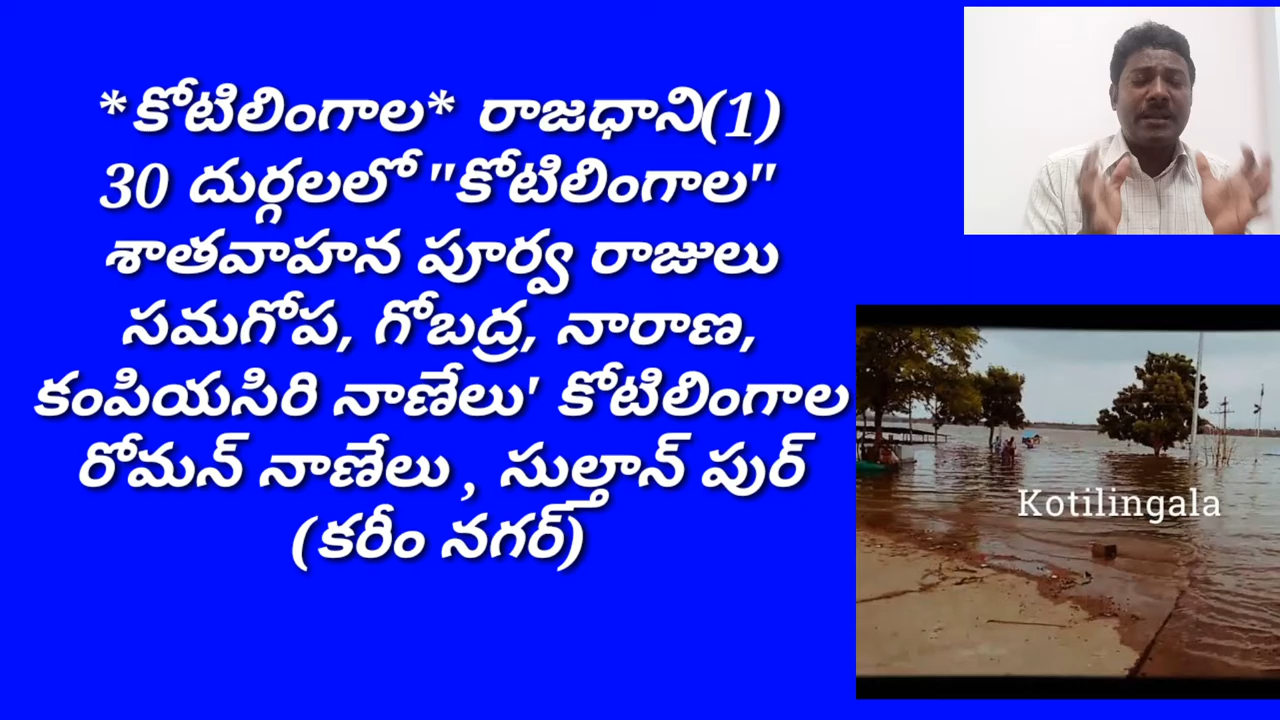 *కోటిలింగాల* రాజధాని(1)
30 దుర్గలలో "కోటిలింగాల"
శాతవాహన పూర్వ రాజులు
సమగోప, గోబద్ర, నారాణ,
కంపియసిరి నాణేలు' కోటిలింగాల
రోమన్ నాణేలు , సుల్తాన్ పుర్
(కరీం నగర్)
Kotilingala